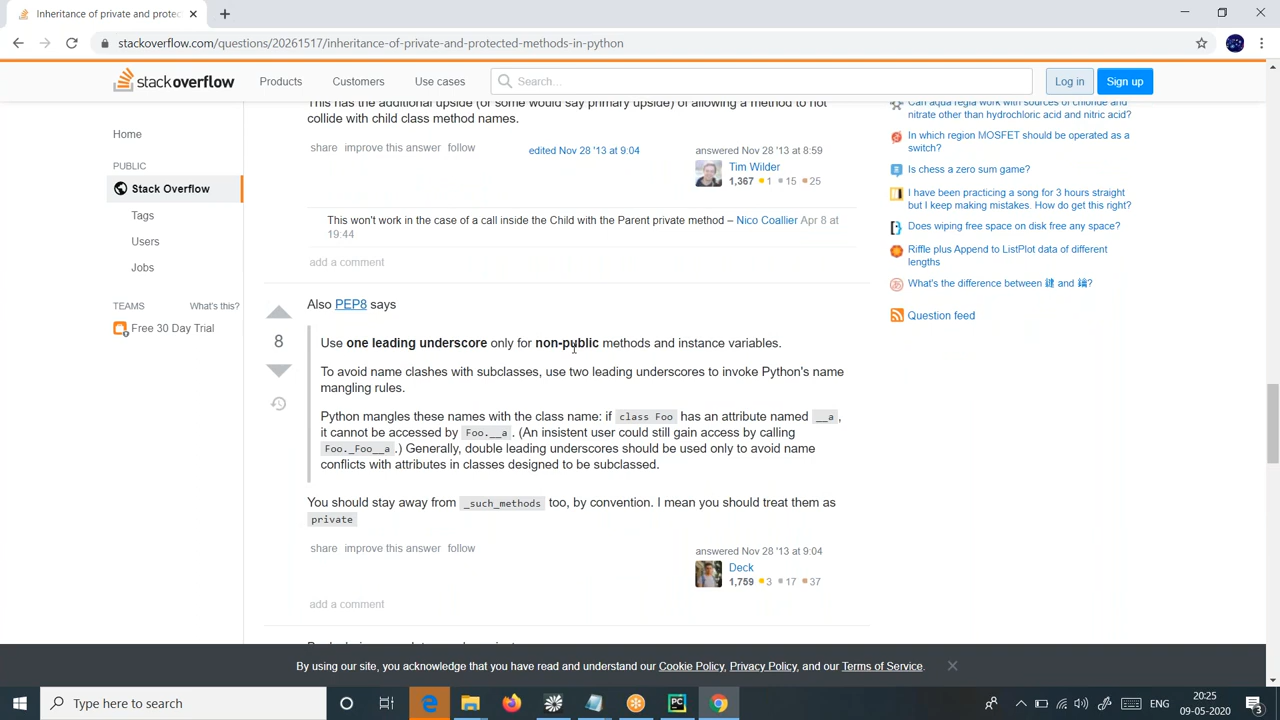 Inheritance of private and protec
stackoverflow.com/questions/20261517/inheritance-of-private-and-protected-methods-in-python
stackoverflow
Products
Customers
Use cases
Search...
Log in
Sign up
Home
PUBLIC
Stack Overflow
Tags
Users
Jobs
TEAMS
What's this?
Free 30 Day Trial
This has the additional upside (or some would say primary upside) of allowing a method to not
collide with child class method names.
share improve this answer follow
edited Nov 28 '13 at 9:04
answered Nov 28 '13 at 8:59
Tim Wilder
1,367 1 15 25
This won't work in the case of a call inside the Child with the Parent private method – Nico Coallier Apr 8 at
19:44
add a comment
8
Also PEP8 says
Use one leading underscore only for non-public methods and instance variables.
To avoid name clashes with subclasses, use two leading underscores to invoke Python's name
mangling rules.
Python mangles these names with the class name: if class Foo has an attribute named __a,
it cannot be accessed by Foo.__a. (An insistent user could still gain access by calling
Foo._Foo__a.) Generally, double leading underscores should be used only to avoid name
conflicts with attributes in classes designed to be subclassed.
You should stay away from _such_methods too, by convention. I mean you should treat them as
private
share improve this answer follow
answered Nov 28 '13 at 9:04
Deck
1,759 3 17 37
add a comment
Can aqua regia work with sources of chloride and
nitrate other than hydrochloric acid and nitric acid?
In which region MOSFET should be operated as a
switch?
Is chess a zero sum game?
I have been practicing a song for 3 hours straight
but I keep making mistakes. How do get this right?
Does wiping free space on disk free any space?
Riffle plus Append to ListPlot data of different
lengths
What's the difference between 鍵 and 鑰?
Question feed
By using our site, you acknowledge that you have read and understand our Cookie Policy, Privacy Policy, and our Terms of Service.
Type here to search
PC
ENG
20:25
09-05-2020
3